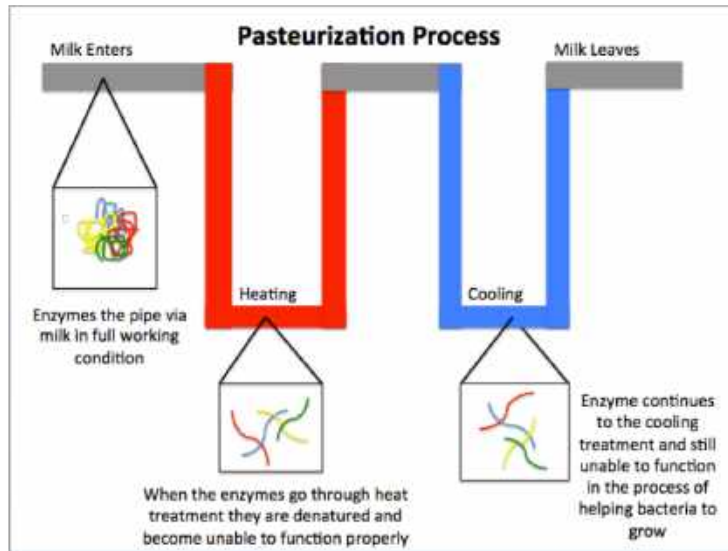 Pasteurization Process
Milk Enters
Milk Leaves
Heating
Cooling
Enzymes the pipe via
milk in full working
condition
When the enzymes go through heat
treatment they are denatured and
become unable to function properly
Enzyme continues
to the cooling
treatment and still
unable to function
in the process of
helping bacteria to
grow